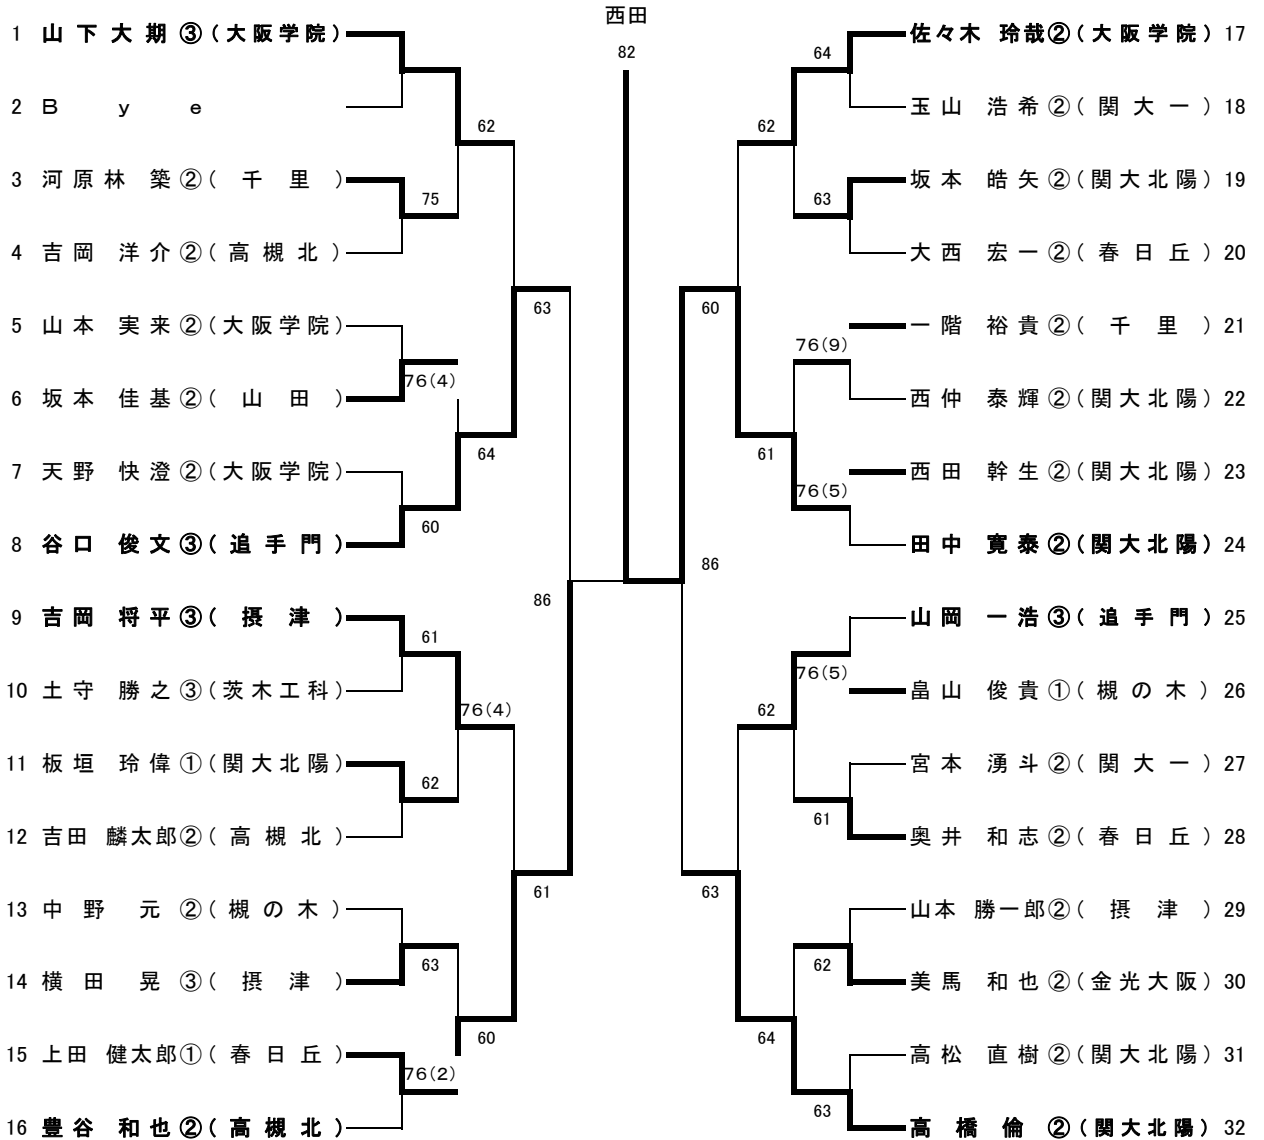 西田
82
1 山下 大期 ③ (大阪学院)
2 Bye
62
3 河原林 築 ② (千里)
75
4 吉岡 洋介 ② (高槻北)
63
5 山本 実来 ② (大阪学院)
76(4)
6 坂本 佳基 ② (山田)
64
7 天野 快澄 ② (大阪学院)
60
8 谷口 俊文 ③ (追手門)
86
9 吉岡 将平 ③ (摂津)
61
10 土守 勝之 ③ (茨木工科)
76(4)
11 板垣 玲偉 ① (関大北陽)
62
12 吉田 麟太郎 ② (高槻北)
61
13 中野 元 ② (槻の木)
63
14 横田 晃 ③ (摂津)
60
15 上田 健太郎 ① (春日丘)
76(2)
16 豊谷 和也 ② (高槻北)
佐々木 玲哉 ② (大阪学院) 17
64
玉山 浩希 ② (関大一) 18
62
坂本 皓矢 ② (関大北陽) 19
63
大西 宏一 ② (春日丘) 20
60
一階 裕貴 ② (千里) 21
76(9)
西仲 泰輝 ② (関大北陽) 22
61
西田 幹生 ② (関大北陽) 23
76(5)
田中 寛泰 ② (関大北陽) 24
86
山岡 一浩 ③ (追手門) 25
76(5)
畠山 俊貴 ① (槻の木) 26
62
宮本 湧斗 ② (関大一) 27
61
奥井 和志 ② (春日丘) 28
63
山本 勝一郎 ② (摂津) 29
62
美馬 和也 ② (金光大阪) 30
64
高松 直樹 ② (関大北陽) 31
63
高橋 倫 ② (関大北陽) 32